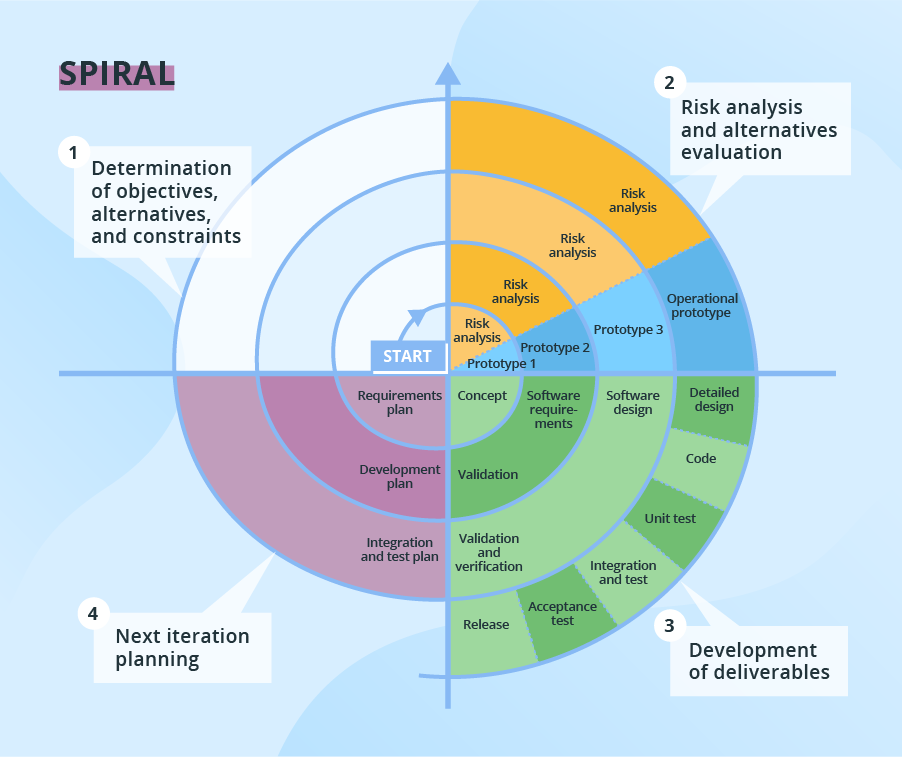 SPIRAL
1
Determination
of objectives,
alternatives,
and constraints
2
Risk analysis
and alternatives
evaluation
Risk
analysis
Risk
analysis
Risk
analysis
Risk
analysis
Operational
prototype
Prototype 3
Prototype 2
Prototype 1
START
Requirements
plan
Concept
Software
require-
ments
Software
design
Detailed
design
Code
Development
plan
Validation
Unit test
Integration
and test plan
Validation
and
verification
Integration
and test
Acceptance
test
Release
4
Next iteration
planning
3
Development
of deliverables